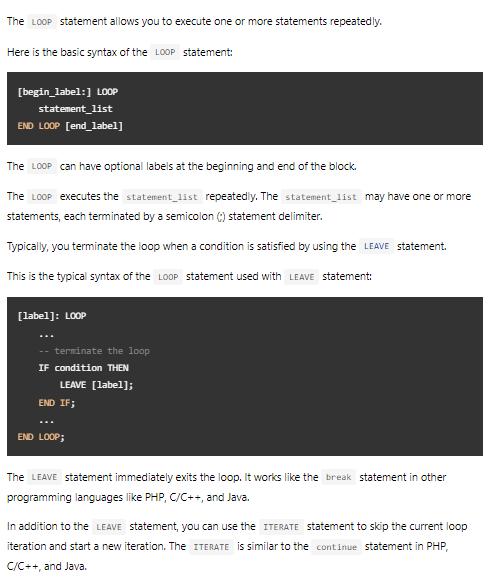 The LOOP statement allows you to execute one or more statements repeatedly.
Here is the basic syntax of the LOOP statement:
[begin_label:] LOOP
statement_list
END LOOP [end_label]
The LOOP can have optional labels at the beginning and end of the block.
The LOOP executes the statement_list repeatedly. The statement_list may have one or more
statements, each terminated by a semicolon (;) statement delimiter.
Typically, you terminate the loop when a condition is satisfied by using the LEAVE statement.
This is the typical syntax of the LOOP statement used with LEAVE statement:
[label]: LOOP
...
-- terminate the loop
IF condition THEN
LEAVE [label];
END IF;
...
END LOOP;
The LEAVE statement immediately exits the loop. It works like the break statement in other
programming languages like PHP, C/C++, and Java.
In addition to the LEAVE statement, you can use the ITERATE statement to skip the current loop
iteration and start a new iteration. The ITERATE is similar to the continue statement in PHP,
C/C++, and Java.